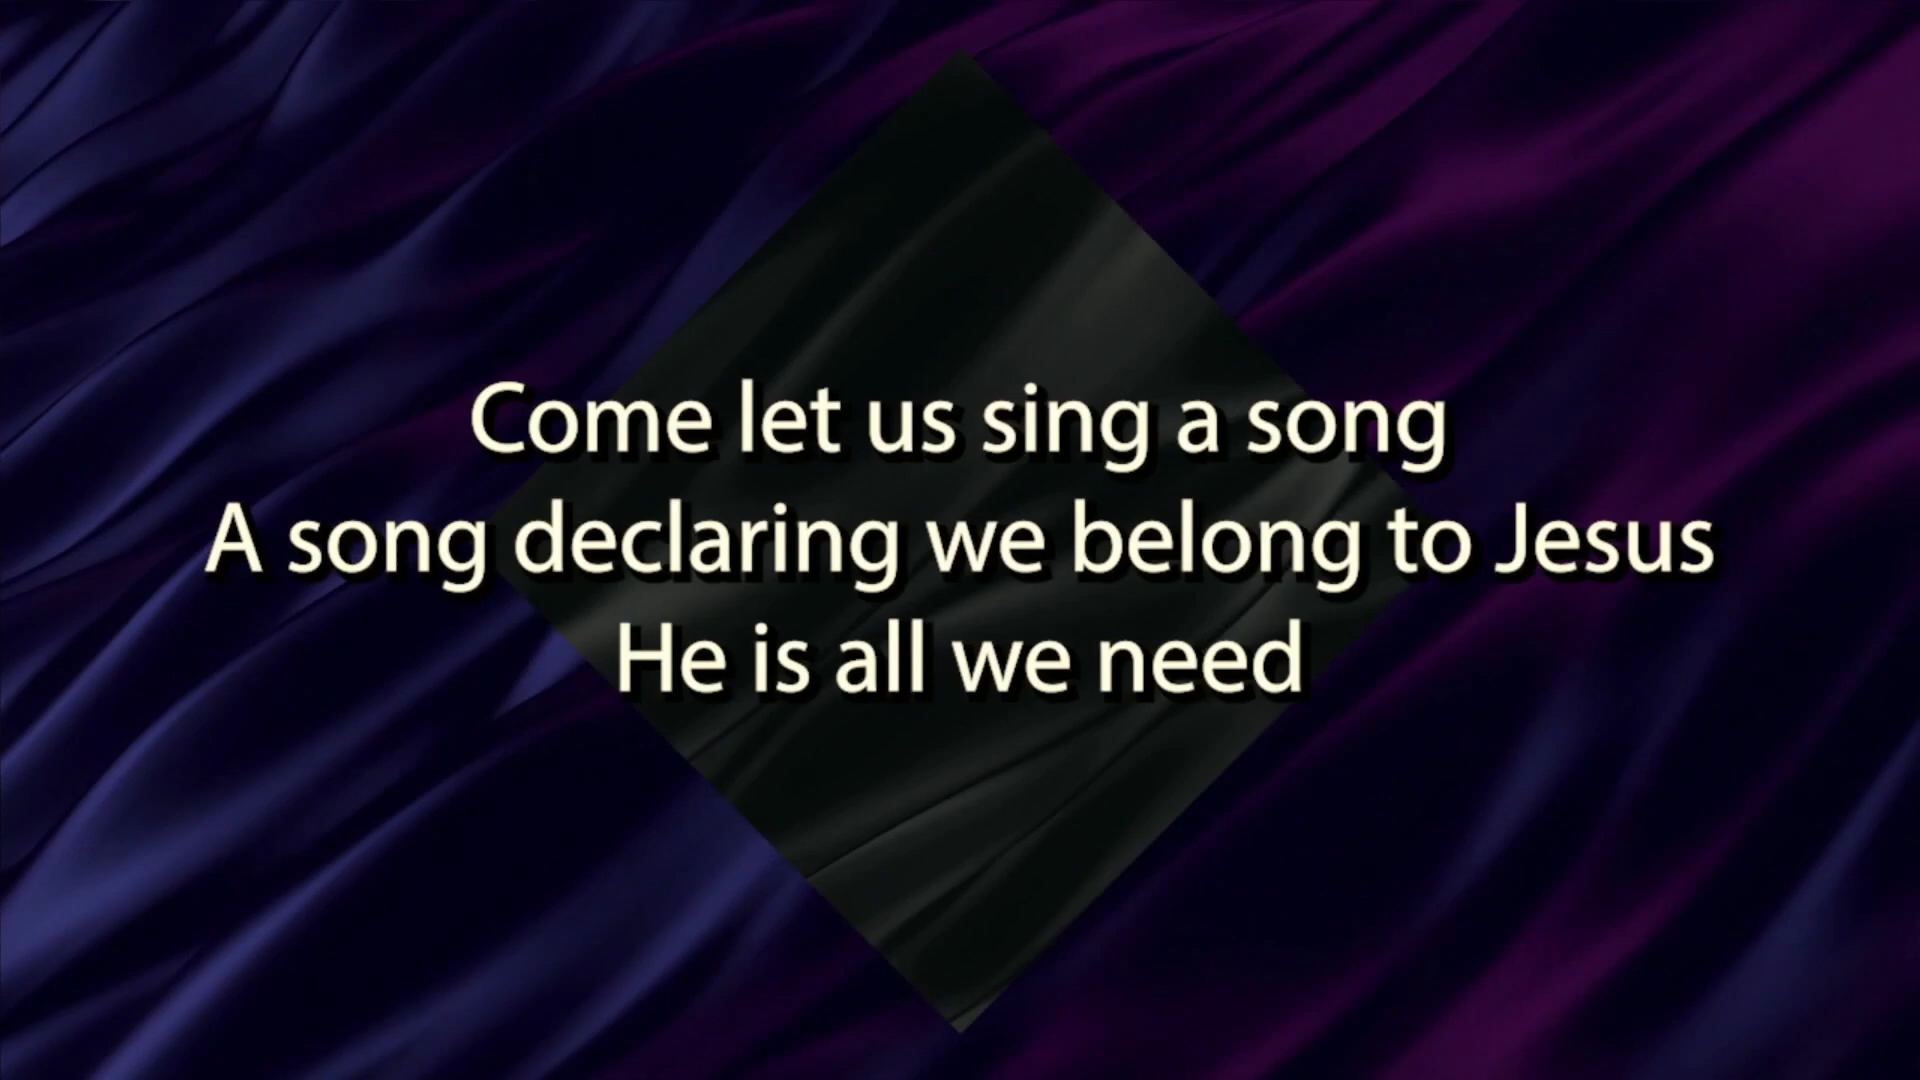 Come let us sing a song
A song declaring we belong to Jesus
He is all we need